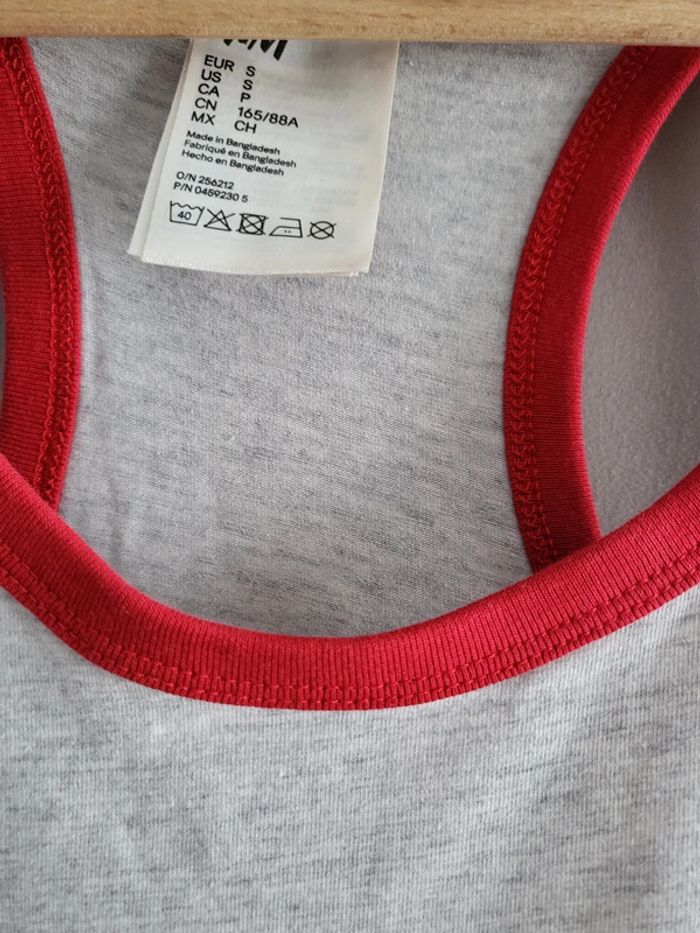 EUR S
US S
CA P
CN 165/88A
MX CH
Made in Bangladesh
Fabriqué en Bangladesh
Hecho en Bangladesh
O/N 256212
P/N 0459230 5
40